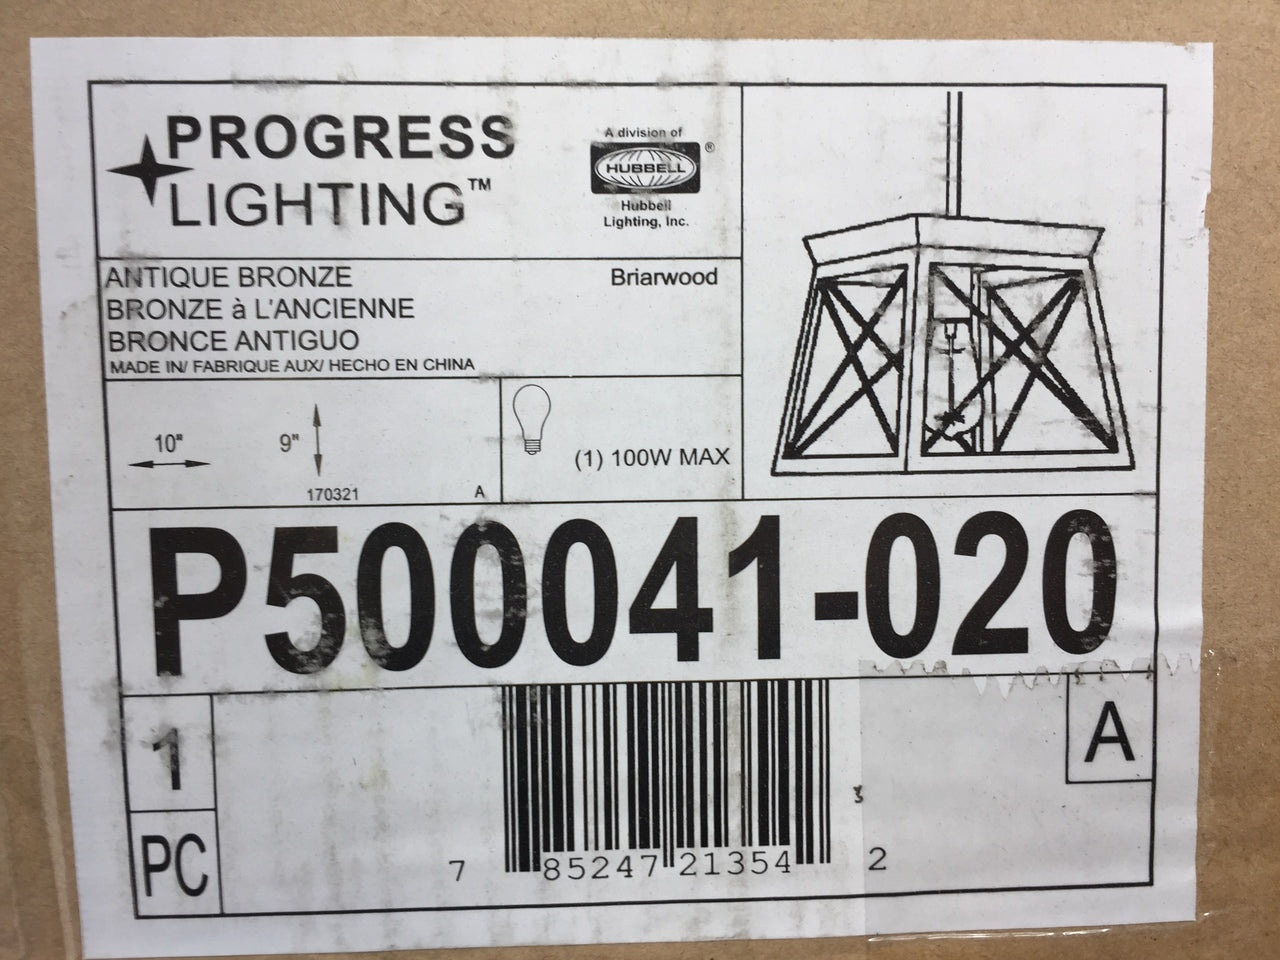 PROGRESS
LIGHTING™
A division of
HUBBELL®
Hubbell
Lighting, Inc.
ANTIQUE BRONZE
Briarwood
BRONZE à L'ANCIENNE
BRONCE ANTIGUO
MADE IN/ FABRIQUE AUX/ HECHO EN CHINA
10"
9"
170321
A
(1) 100W MAX
P500041-020
1
PC
A
3
7 85247 21354 2